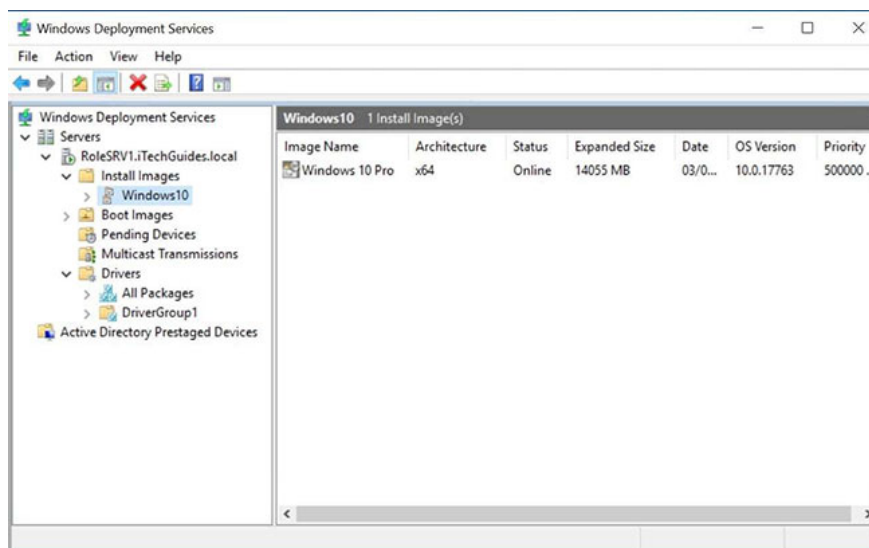 Windows Deployment Services
File Action View Help
Windows Deployment Services
Servers
RoleSRV1.iTechGuides.local
Install Images
Windows10
Boot Images
Pending Devices
Multicast Transmissions
Drivers
All Packages
DriverGroup1
Active Directory Prestaged Devices
Windows10 1 Install Image(s)
Image Name Architecture Status Expanded Size Date OS Version Priority
Windows 10 Pro x64 Online 14055 MB 03/0... 10.0.17763 500000 .